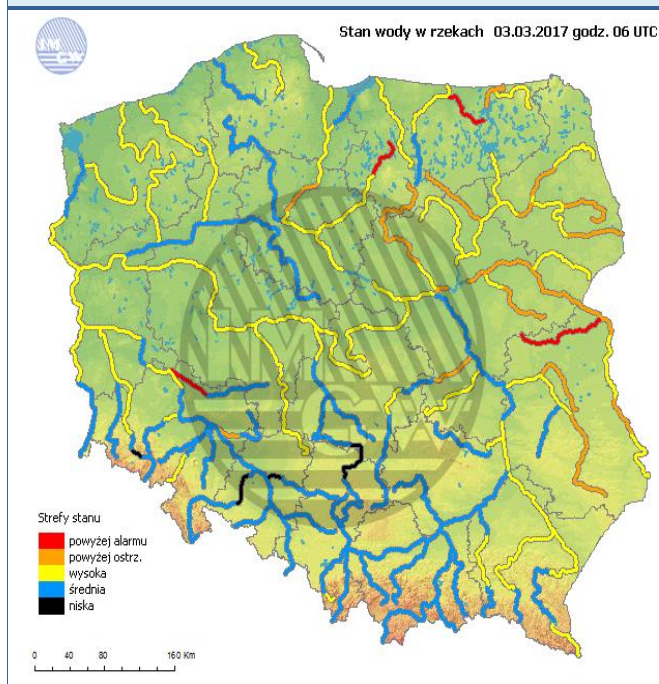 Stan wody w rzekach 03.03.2017 godz. 06 UTC
IMGW
Strefy stanu
powyżej alarmu
powyżej ostrz.
wysoka
średnia
niska
0 40 80 160 Km